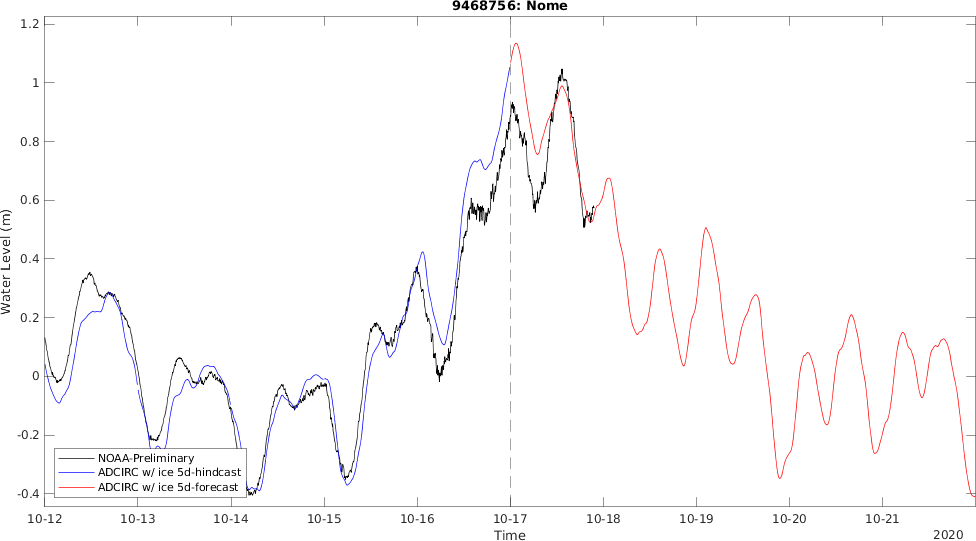 9468756: Nome
1.2
1
0.8
0.6
0.4
0.2
0
-0.2
-0.4
Water Level (m)
NOAA-Preliminary
ADCIRC w/ ice 5d-hindcast
ADCIRC w/ ice 5d-forecast
10-12 10-13 10-14 10-15 10-16 10-17 10-18 10-19 10-20 10-21
Time
2020